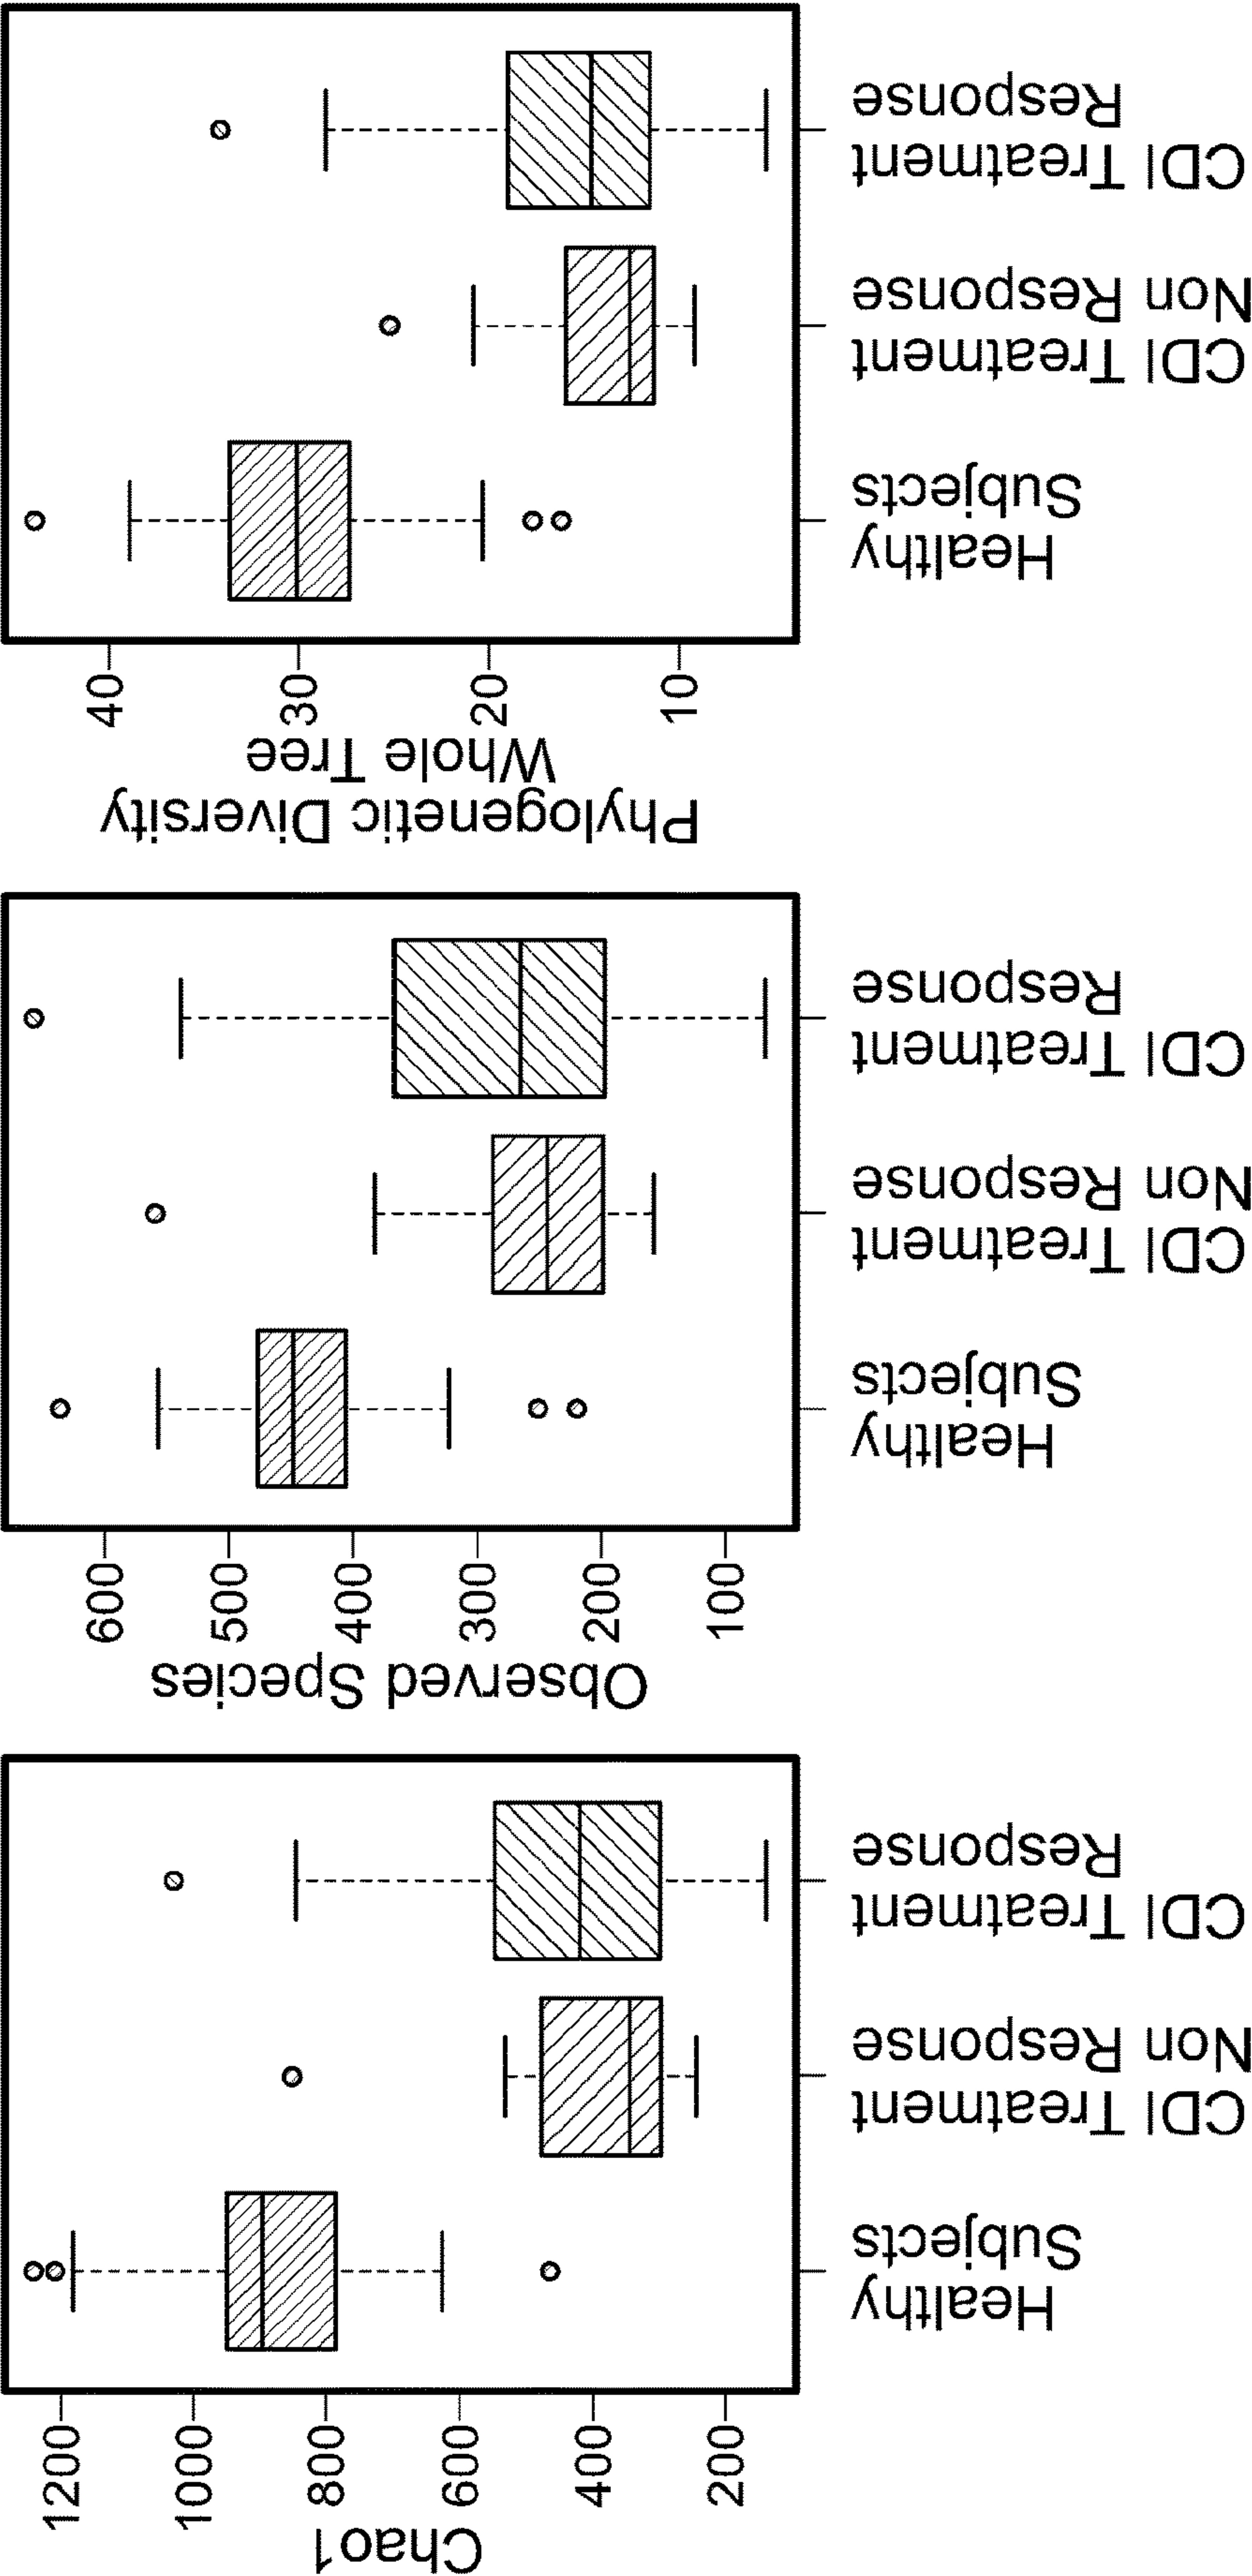 Chao1
1200
1000
800
600
400
200
Healthy
Subjects
CDI Treatment
Non Response
CDI Treatment
Response
Observed Species
600
500
400
300
200
100
Healthy
Subjects
CDI Treatment
Non Response
CDI Treatment
Response
Phylogenetic Diversity
Whole Tree
40
30
20
10
Healthy
Subjects
CDI Treatment
Non Response
CDI Treatment
Response